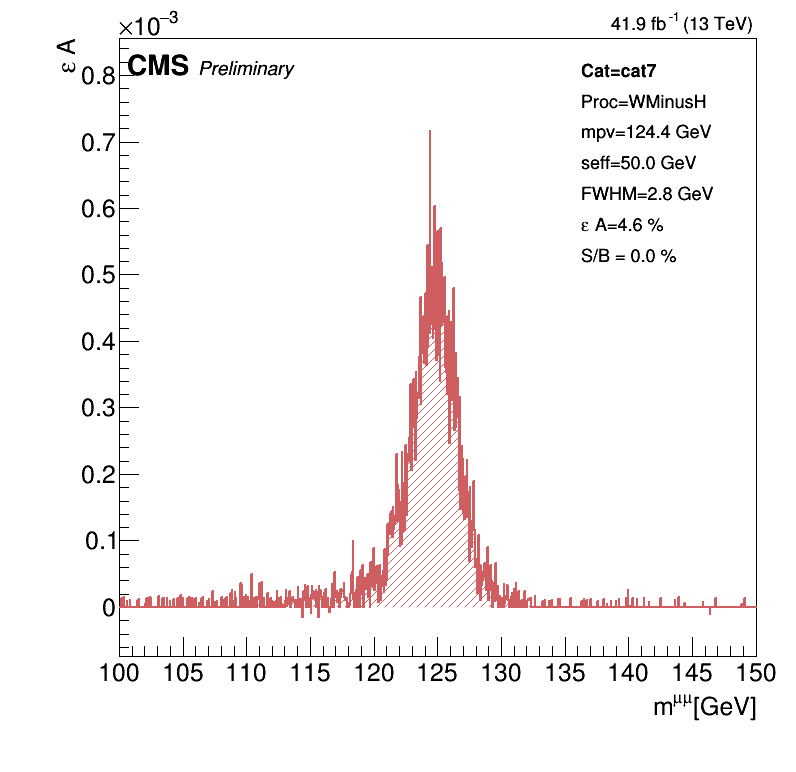 ×10⁻³
41.9 fb⁻¹ (13 TeV)
ε A
CMS Preliminary
Cat=cat7
Proc=WMinusH
mpv=124.4 GeV
seff=50.0 GeV
FWHM=2.8 GeV
ε A=4.6 %
S/B = 0.0 %
0.8
0.7
0.6
0.5
0.4
0.3
0.2
0.1
0
100 105 110 115 120 125 130 135 140 145 150
m^μμ[GeV]